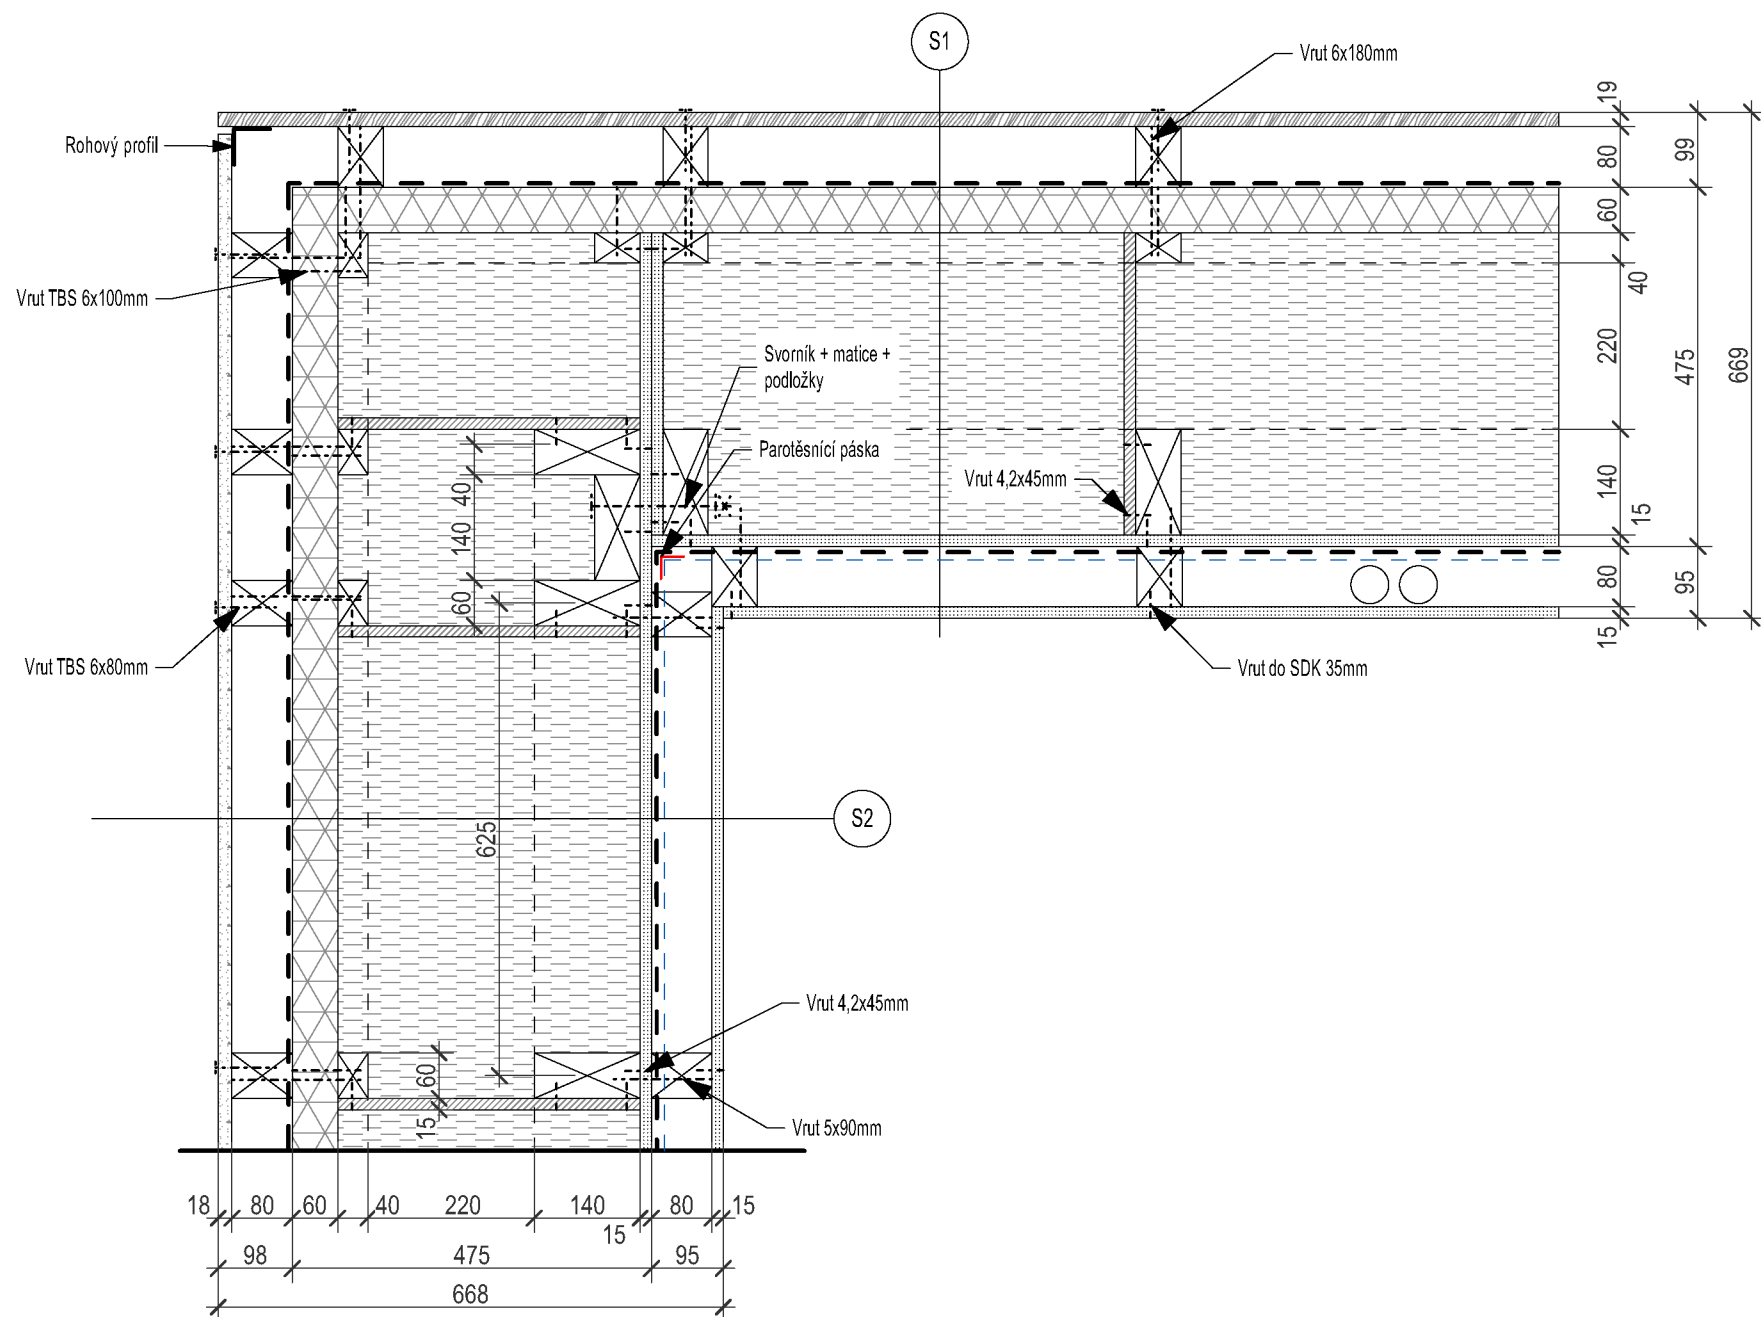 S1
Vrut 6x180mm
Rohový profil
Vrut TBS 6x100mm
Svorník + matice +
podložky
Parotěsnící páska
Vrut 4,2x45mm
Vrut TBS 6x80mm
Vrut do SDK 35mm
S2
Vrut 4,2x45mm
Vrut 5x90mm
19
80
60
40
220
140
15
80
15
99
475
95
669
40
140
60
625
60
15
18
80
60
40
220
140
15
80
15
98
475
95
668